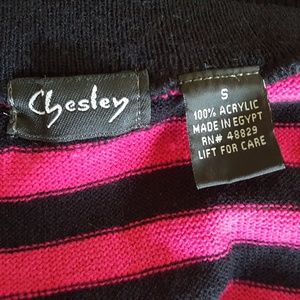 Chesley
S
100% ACRYLIC
MADE IN EGYPT
RN# 48829
LIFT FOR CARE